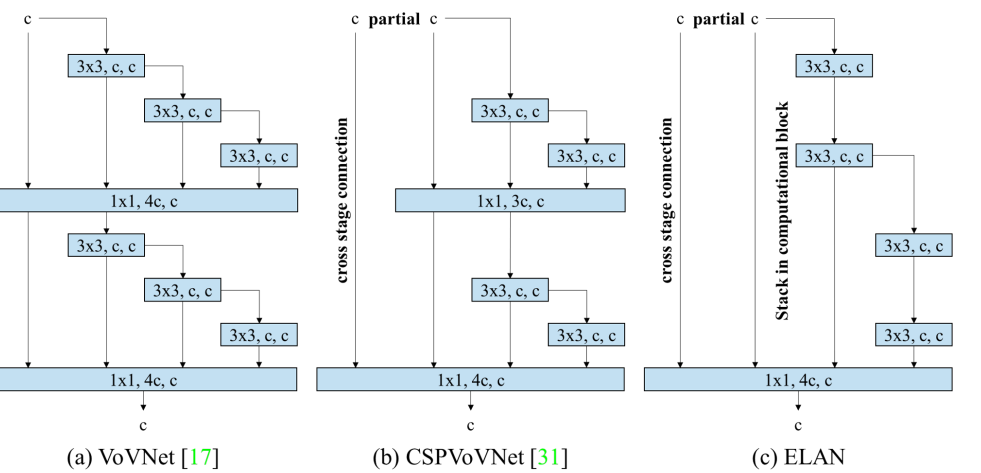 c
3x3, c, c
3x3, c, c
3x3, c, c
1x1, 4c, c
3x3, c, c
3x3, c, c
3x3, c, c
1x1, 4c, c
c
(a) VoVNet [17]
c partial c
cross stage connection
3x3, c, c
3x3, c, c
1x1, 3c, c
3x3, c, c
3x3, c, c
1x1, 4c, c
c
(b) CSPVoVNet [31]
c partial c
cross stage connection
Stack in computational block
3x3, c, c
3x3, c, c
3x3, c, c
3x3, c, c
1x1, 4c, c
c
(c) ELAN